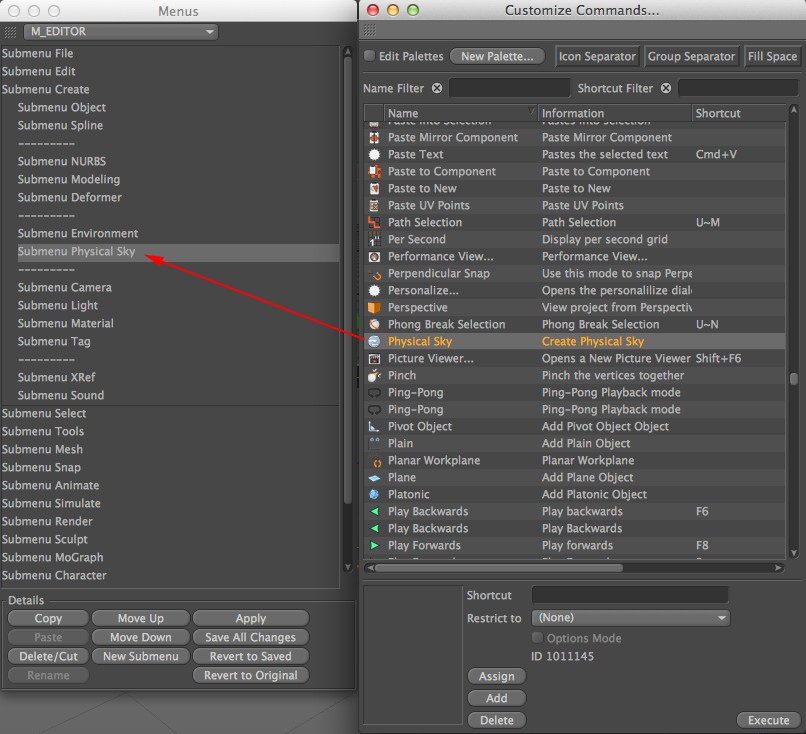 Menus
M_EDITOR
Submenu File
Submenu Edit
Submenu Create
Submenu Object
Submenu Spline
---------
Submenu NURBS
Submenu Modeling
Submenu Deformer
---------
Submenu Environment
Submenu Physical Sky
---------
Submenu Camera
Submenu Light
Submenu Material
Submenu Tag
---------
Submenu XRef
Submenu Sound
Submenu Select
Submenu Tools
Submenu Mesh
Submenu Snap
Submenu Animate
Submenu Simulate
Submenu Render
Submenu Sculpt
Submenu MoGraph
Submenu Character
Details
Copy Move Up Apply
Paste Move Down Save All Changes
Delete/Cut New Submenu Revert to Saved
Rename Revert to Original
Customize Commands...
Edit Palettes New Palette... Icon Separator Group Separator Fill Space
Name Filter Shortcut Filter
Name Information Shortcut
Paste Mirror Component Paste Mirror Component
Paste Text Pastes the selected text Cmd+V
Paste to Component Paste to Component
Paste to New Paste to New
Paste UV Points Paste UV Points
Path Selection Path Selection U~M
Per Second Display per second grid
Performance View... Performance View...
Perpendicular Snap Use this mode to snap Perpe
Personalize... Opens the personalilize dial
Perspective View project from Perspectiv
Phong Break Selection Phong Break Selection U~N
Physical Sky Create Physical Sky
Picture Viewer... Opens a New Picture Viewer Shift+F6
Pinch Pinch the vertices together
Ping-Pong Ping-Pong Playback mode
Ping-Pong Ping-Pong Playback mode
Pivot Object Add Pivot Object Object
Plain Add Plain Object
Planar Workplane Planar Workplane
Plane Add Plane Object
Platonic Add Platonic Object
Play Backwards Play backwards F6
Play Backwards Play Backwards
Play Forwards Play forwards F8
Shortcut
Restrict to (None)
Options Mode
ID 1011145
Assign
Add
Delete Execute